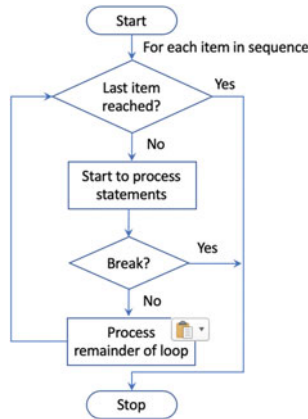 Start
For each item in sequence
Last item
reached?
Yes
No
Start to process
statements
Break?
Yes
No
Process
remainder of loop
Stop